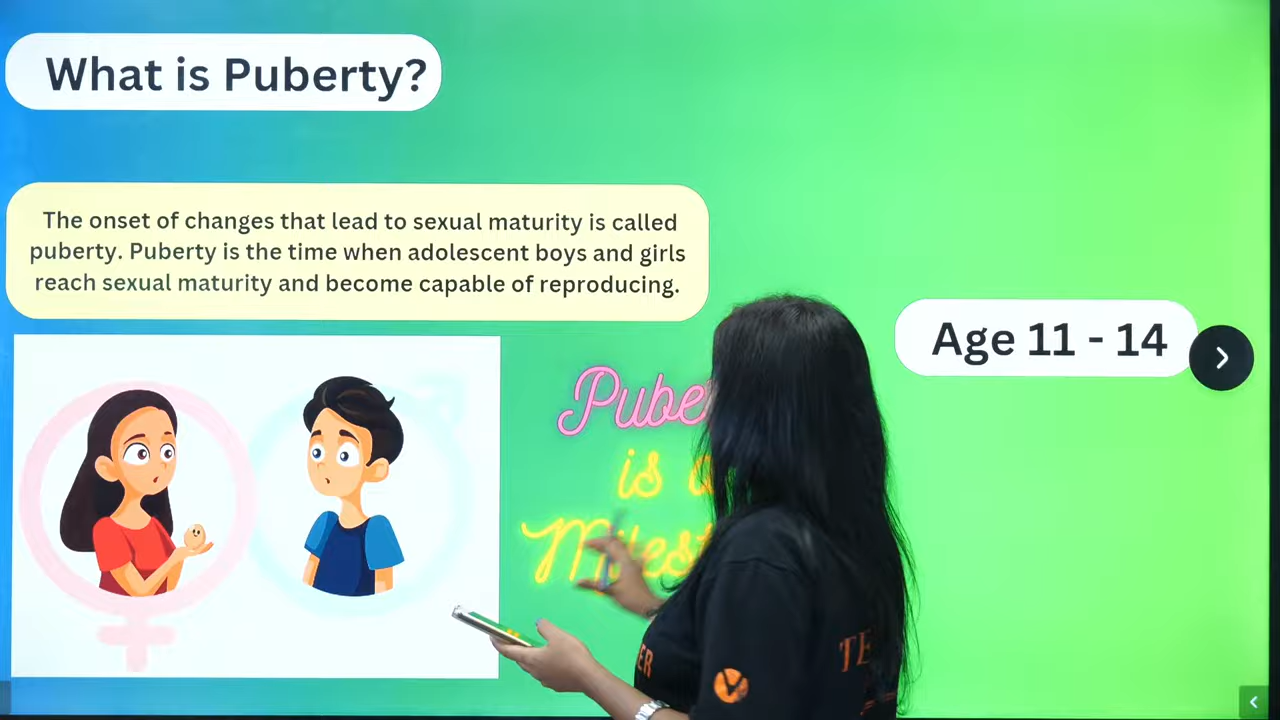 What is Puberty?
The onset of changes that lead to sexual maturity is called
puberty. Puberty is the time when adolescent boys and girls
reach sexual maturity and become capable of reproducing.
Age 11 - 14
is